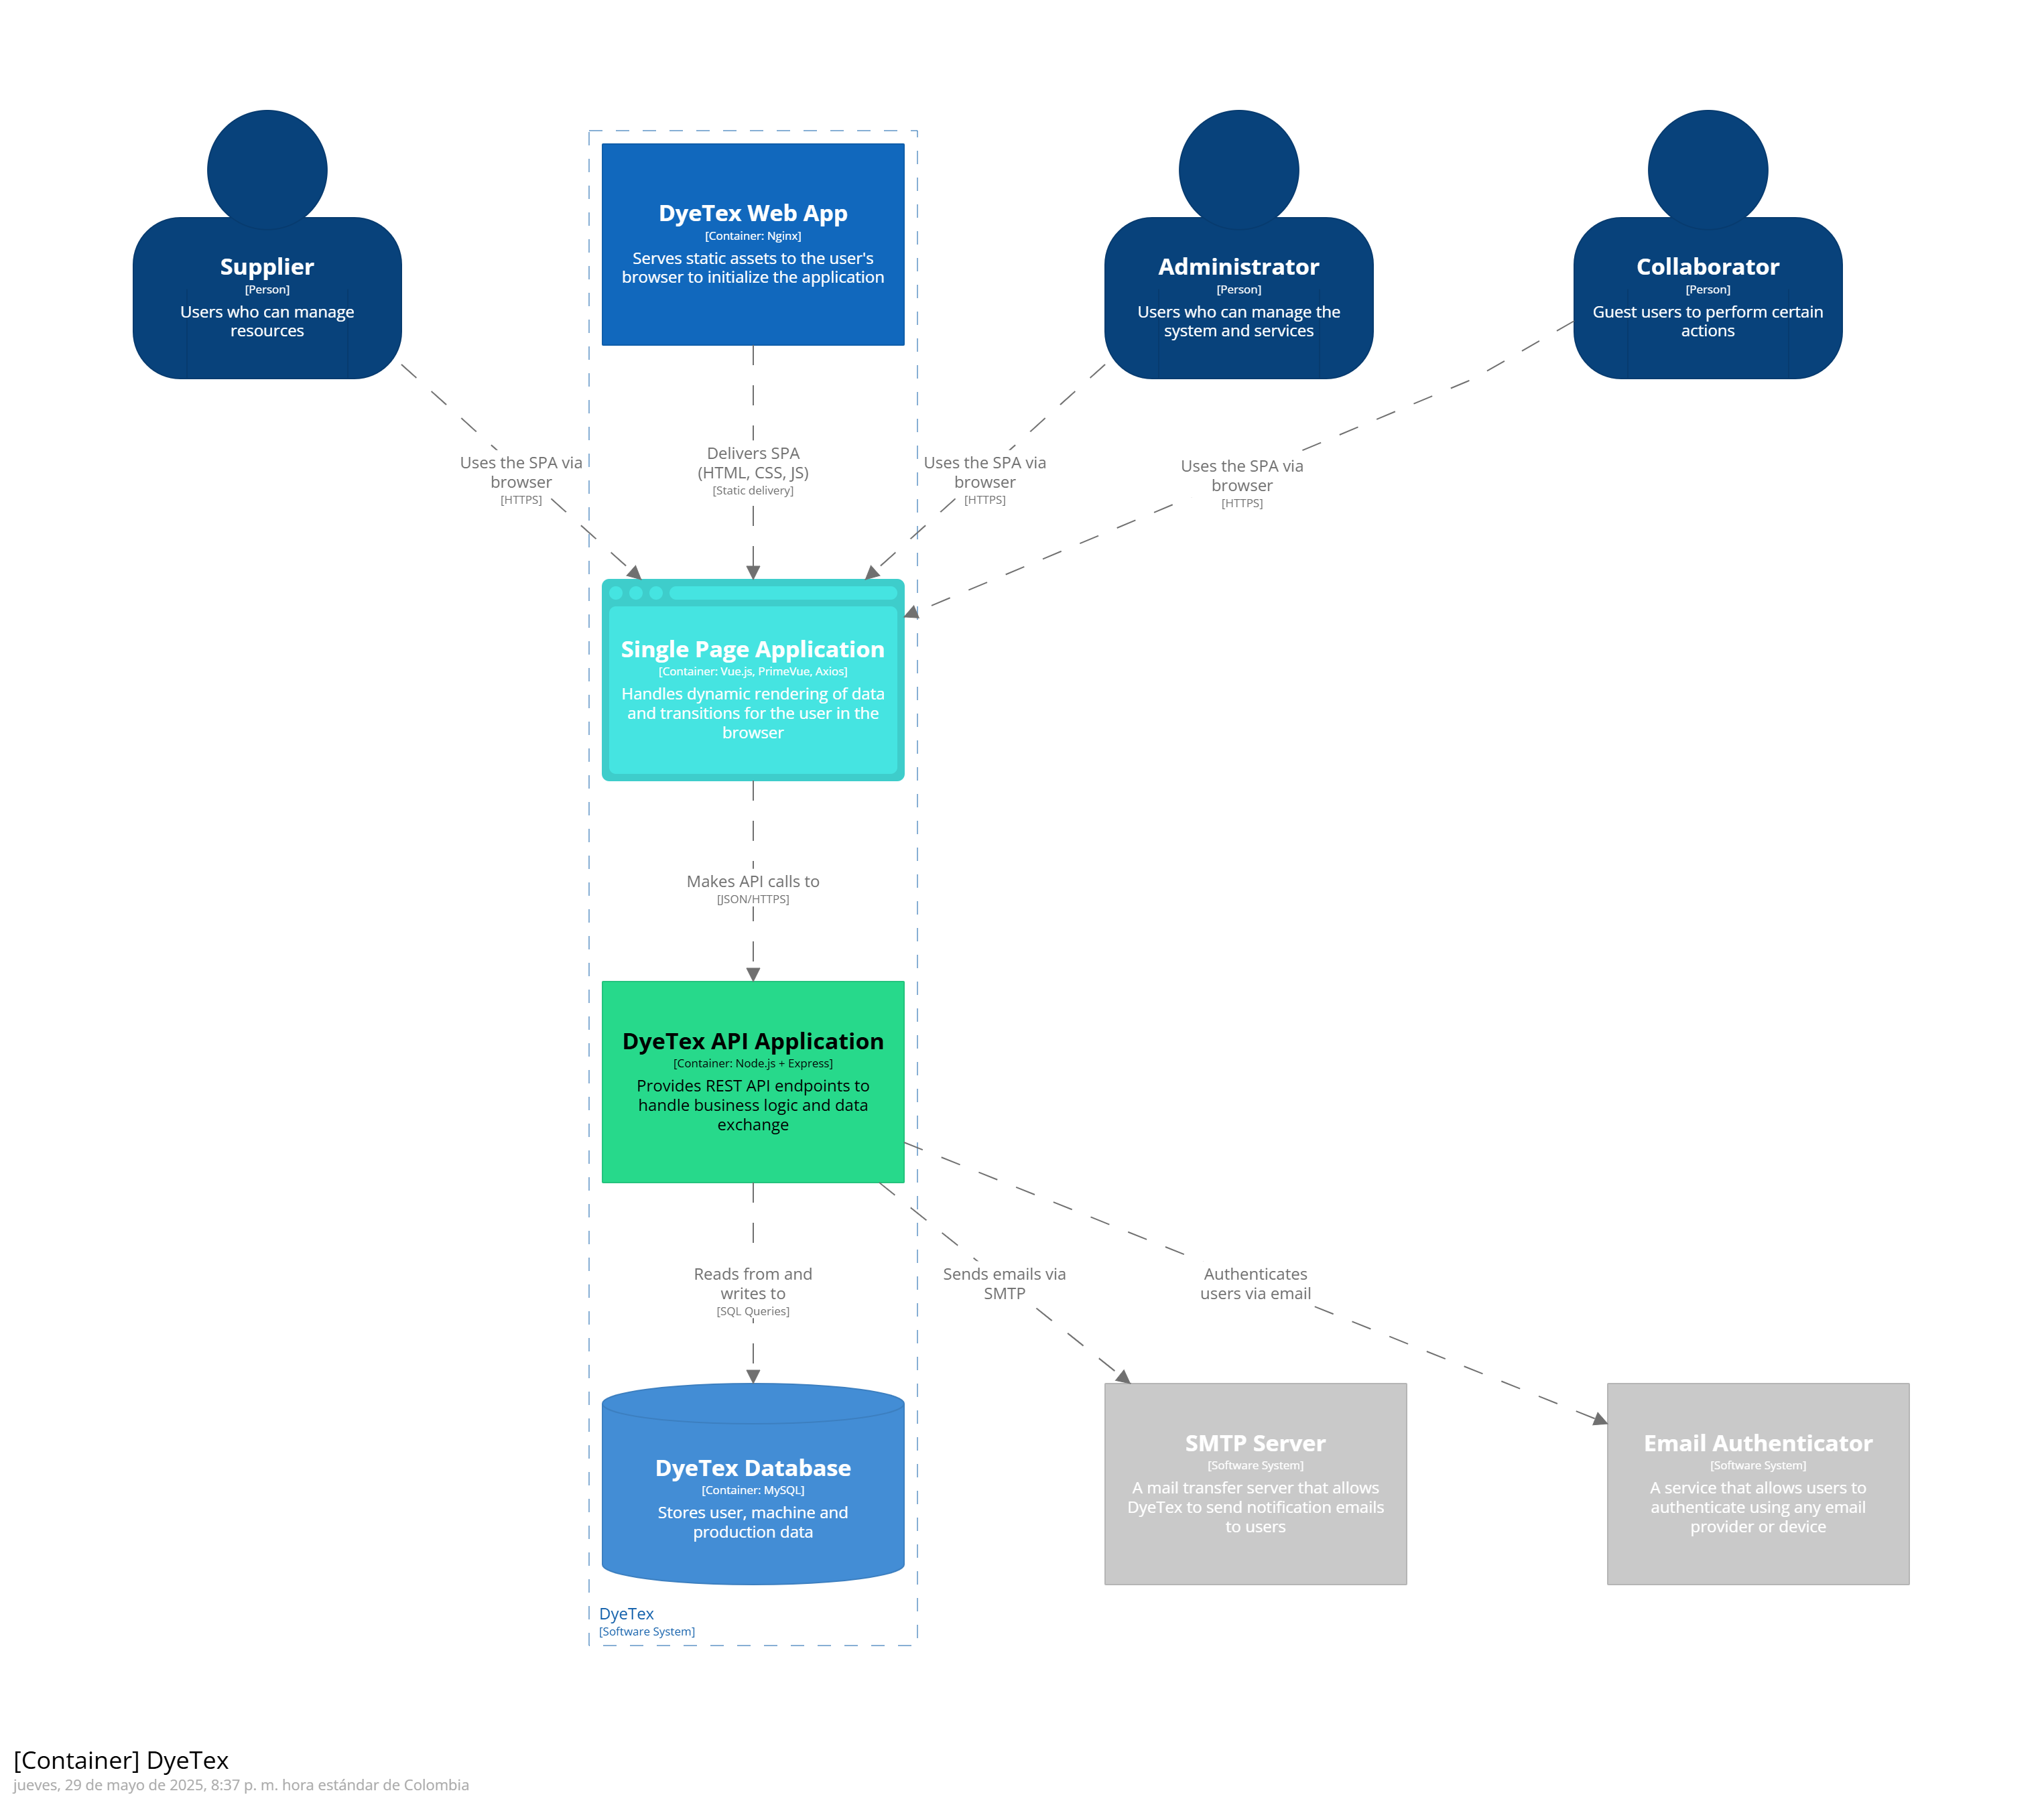 Supplier
[Person]
Users who can manage
resources
DyeTex Web App
[Container: Nginx]
Serves static assets to the user's
browser to initialize the application
Administrator
[Person]
Users who can manage the
system and services
Collaborator
[Person]
Guest users to perform certain
actions
Uses the SPA via
browser
[HTTPS]
Delivers SPA
(HTML, CSS, JS)
[Static delivery]
Uses the SPA via
browser
[HTTPS]
Uses the SPA via
browser
[HTTPS]
Single Page Application
[Container: Vue.js, PrimeVue, Axios]
Handles dynamic rendering of data
and transitions for the user in the
browser
Makes API calls to
[JSON/HTTPS]
DyeTex API Application
[Container: Node.js + Express]
Provides REST API endpoints to
handle business logic and data
exchange
Reads from and
writes to
[SQL Queries]
Sends emails via
SMTP
Authenticates
users via email
DyeTex Database
[Container: MySQL]
Stores user, machine and
production data
SMTP Server
[Software System]
A mail transfer server that allows
DyeTex to send notification emails
to users
Email Authenticator
[Software System]
A service that allows users to
authenticate using any email
provider or device
DyeTex
[Software System]
[Container] DyeTex
jueves, 29 de mayo de 2025, 8:37 p. m. hora estándar de Colombia